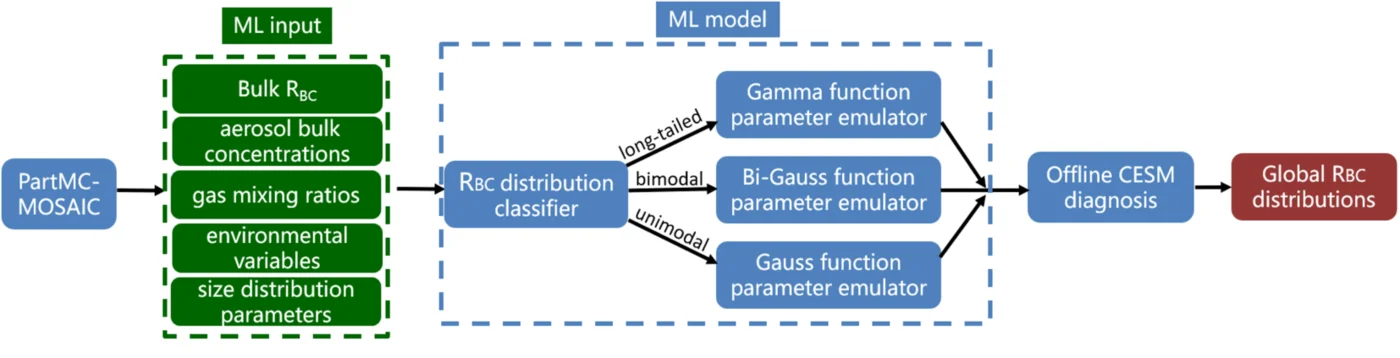 ML input
ML model
PartMC-
MOSAIC
Bulk RBC
aerosol bulk
concentrations
gas mixing ratios
environmental
variables
size distribution
parameters
RBC distribution
classifier
long-tailed
bimodal
unimodal
Gamma function
parameter emulator
Bi-Gauss function
parameter emulator
Gauss function
parameter emulator
Offline CESM
diagnosis
Global RBC
distributions